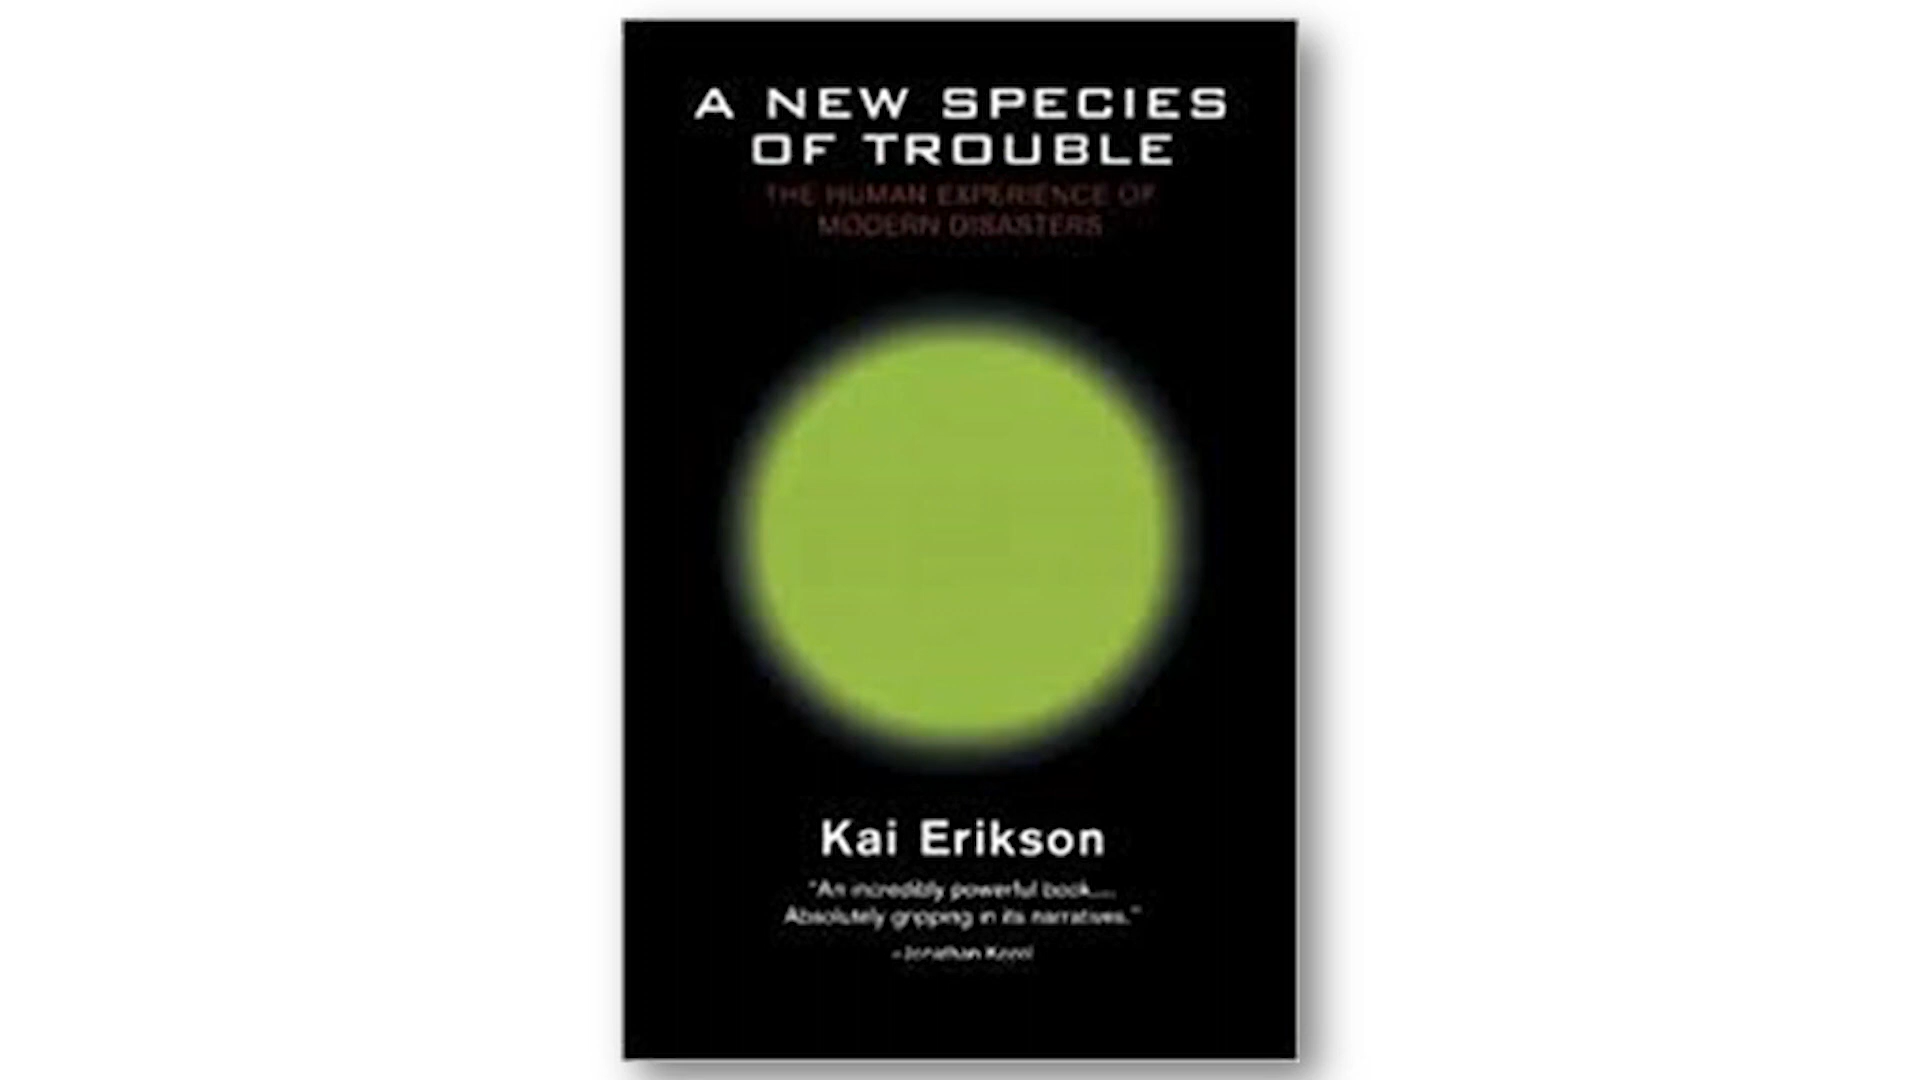 A NEW SPECIES
OF TROUBLE
THE HUMAN EXPERIENCE OF
MODERN DISASTERS
Kai Erikson
"An incredibly powerful book....
Absolutely gripping in its narratives."
–Jonathan Kozol